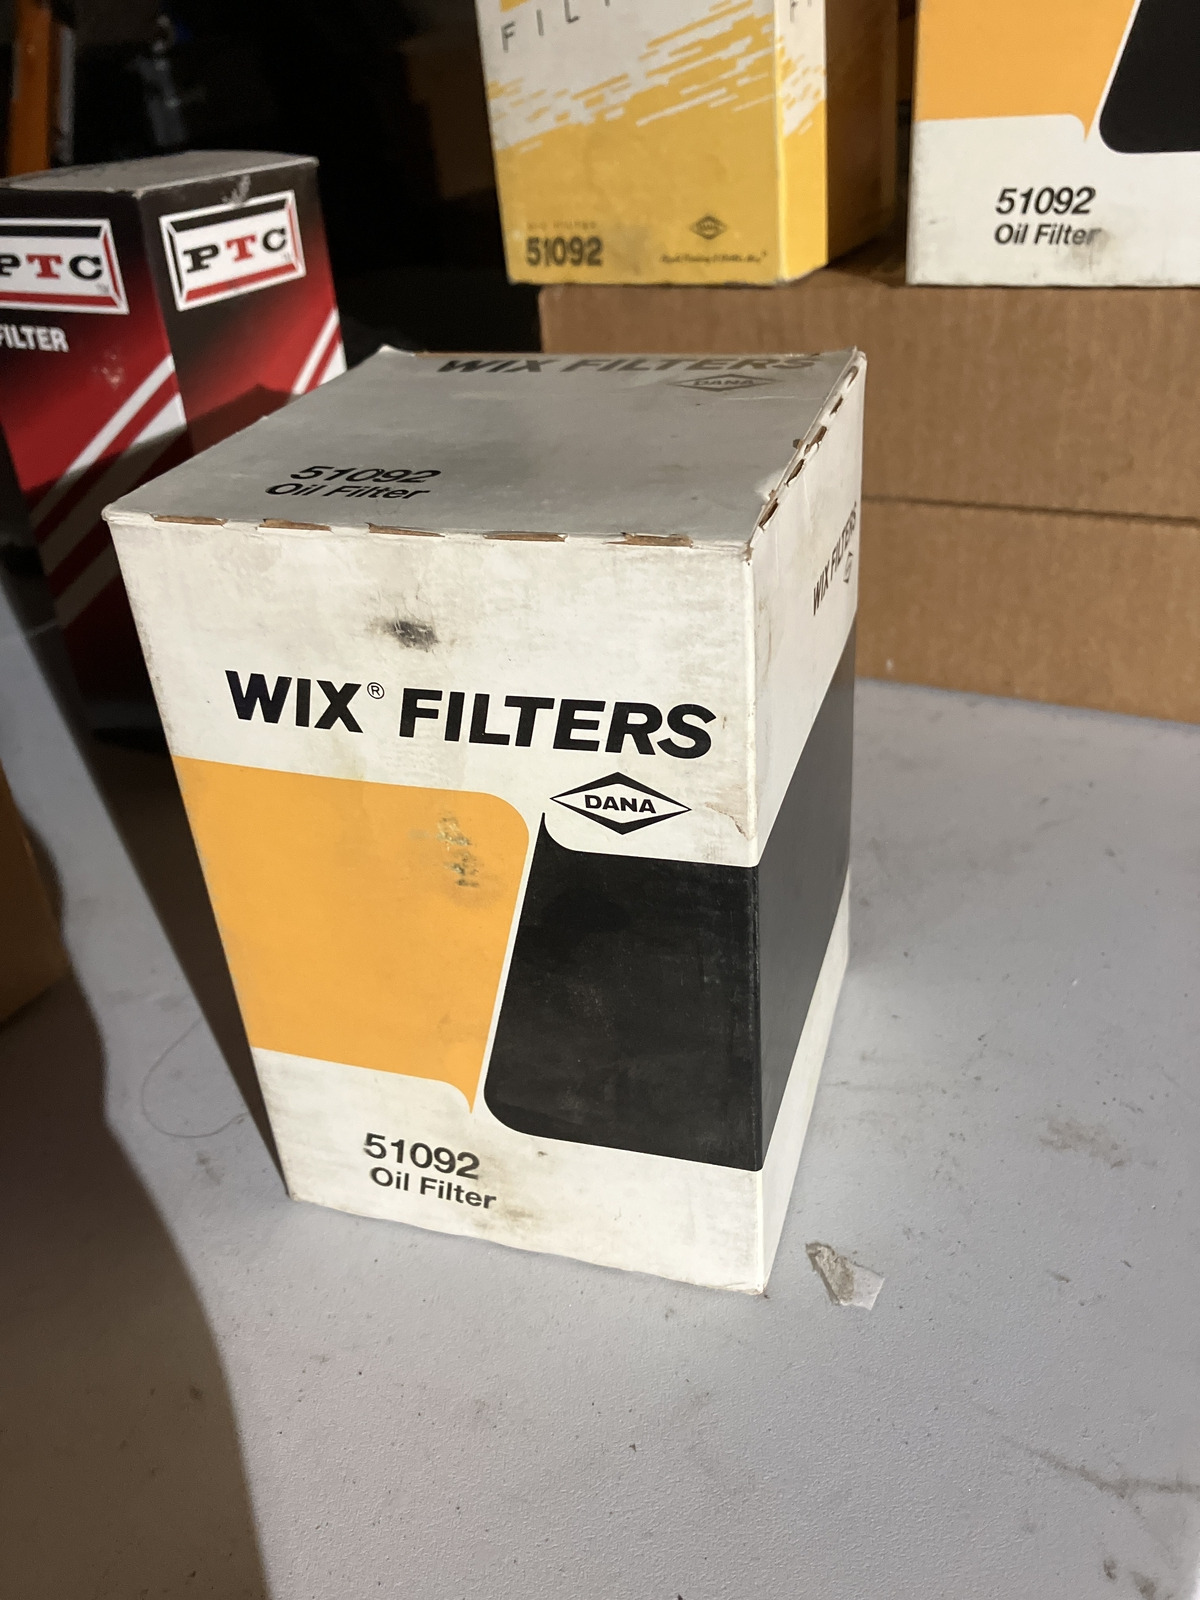 FIL
51092
51092
Oil Filter
PTC
PTC
FILTER
WIX FILTERS
DANA
51092
Oil Filter
WIX FILTERS
WIX® FILTERS
DANA
51092
Oil Filter